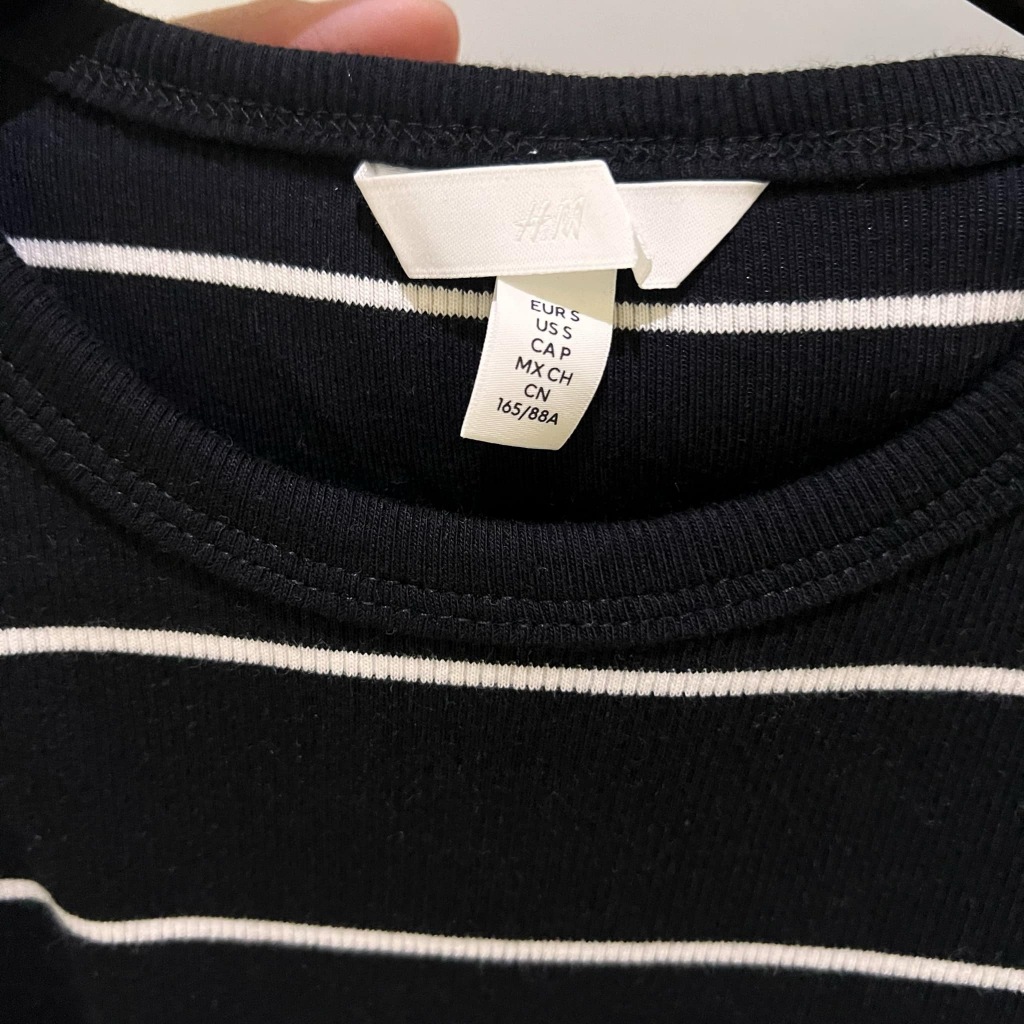 H&M
EUR S
US S
CA P
MX CH
CN
165/88A